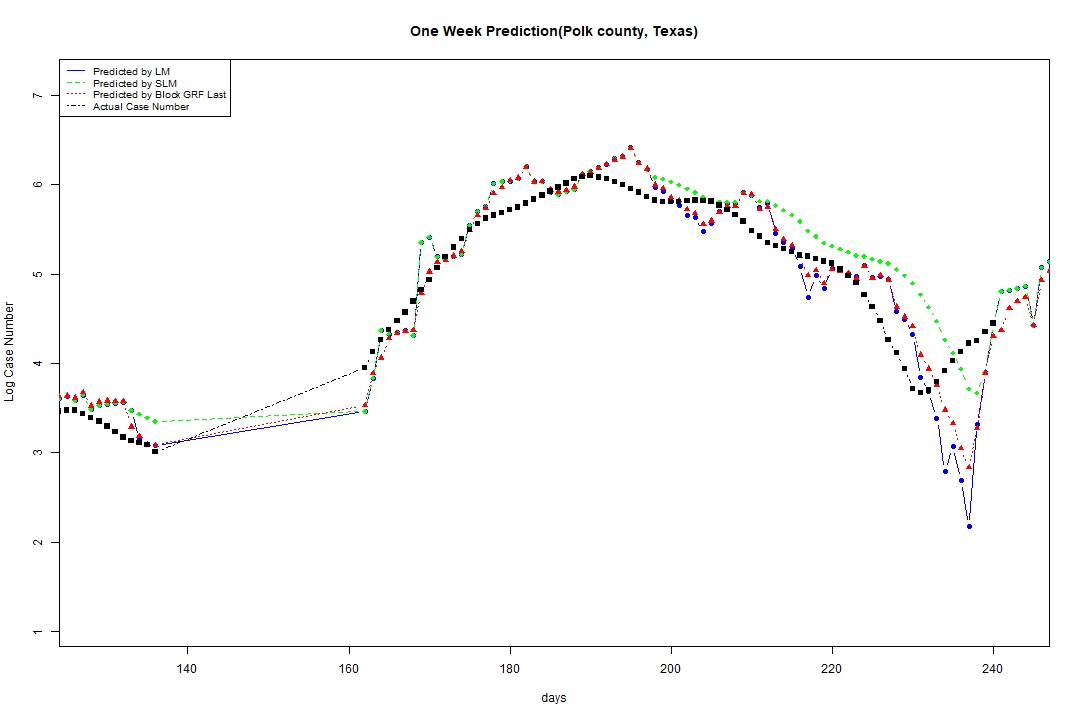 One Week Prediction(Polk county, Texas)
Predicted by LM
Predicted by SLM
Predicted by Block GRF Last
Actual Case Number
7
6
5
4
3
2
1
Log Case Number
140 160 180 200 220 240
days